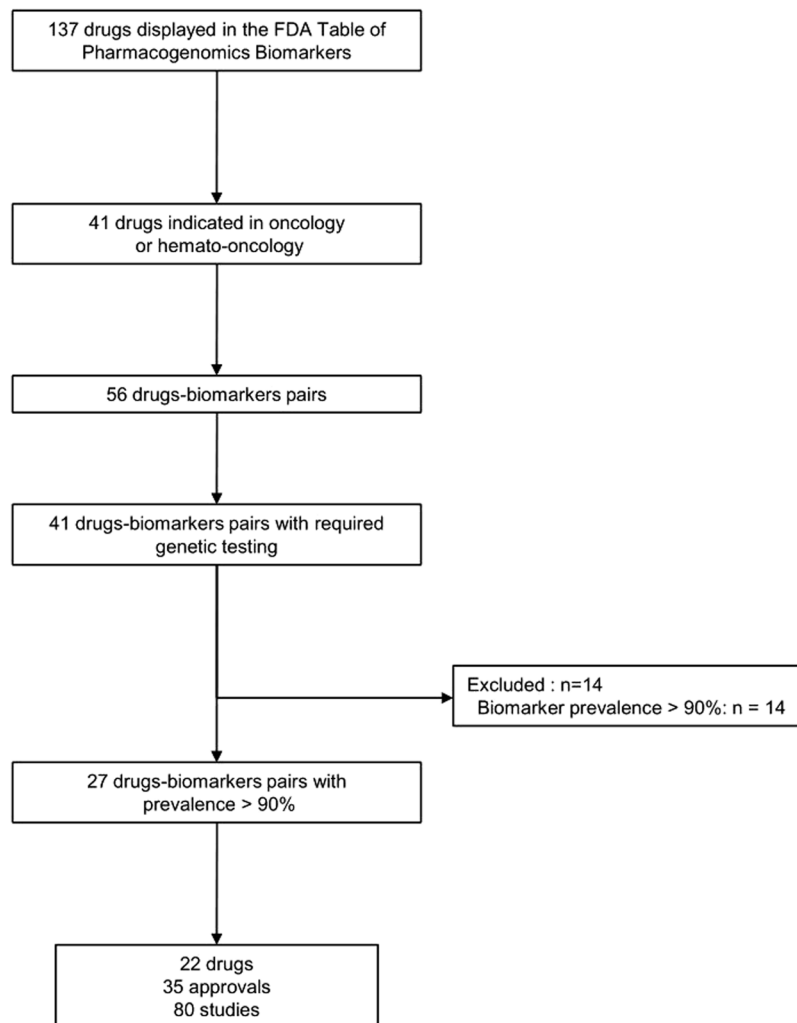 137 drugs displayed in the FDA Table of
Pharmacogenomics Biomarkers
41 drugs indicated in oncology
or hemato-oncology
56 drugs-biomarkers pairs
41 drugs-biomarkers pairs with required
genetic testing
Excluded : n=14
Biomarker prevalence > 90%: n = 14
27 drugs-biomarkers pairs with
prevalence > 90%
22 drugs
35 approvals
80 studies